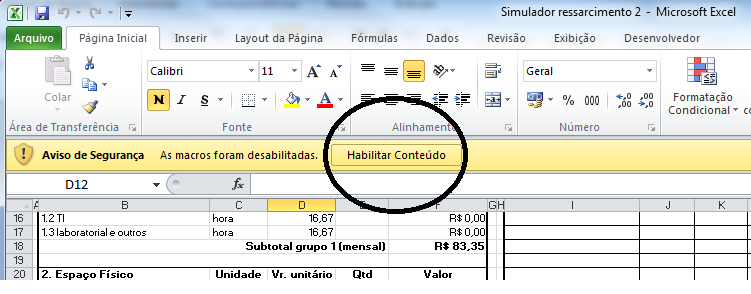 Simulador ressarcimento 2 - Microsoft Excel
Arquivo Página Inicial Inserir Layout da Página Fórmulas Dados Revisão Exibição Desenvolvedor
Calibri 11 A A Geral
Colar N I S A % 000 ,00 ,0 Formatação Condicional
Área de Transferência Fonte Alinhamento Número
Aviso de Segurança As macros foram desabilitadas. Habilitar Conteúdo
D12 fx
A B C D F G H I J K
16 1.2 TI hora 16,67 R$ 0,00
17 1.3 laboratorial e outros hora 16,67 R$ 0,00
18 Subtotal grupo 1 (mensal) R$ 83,35
19
20 2. Espaço Físico Unidade Vr. unitário Qtd Valor